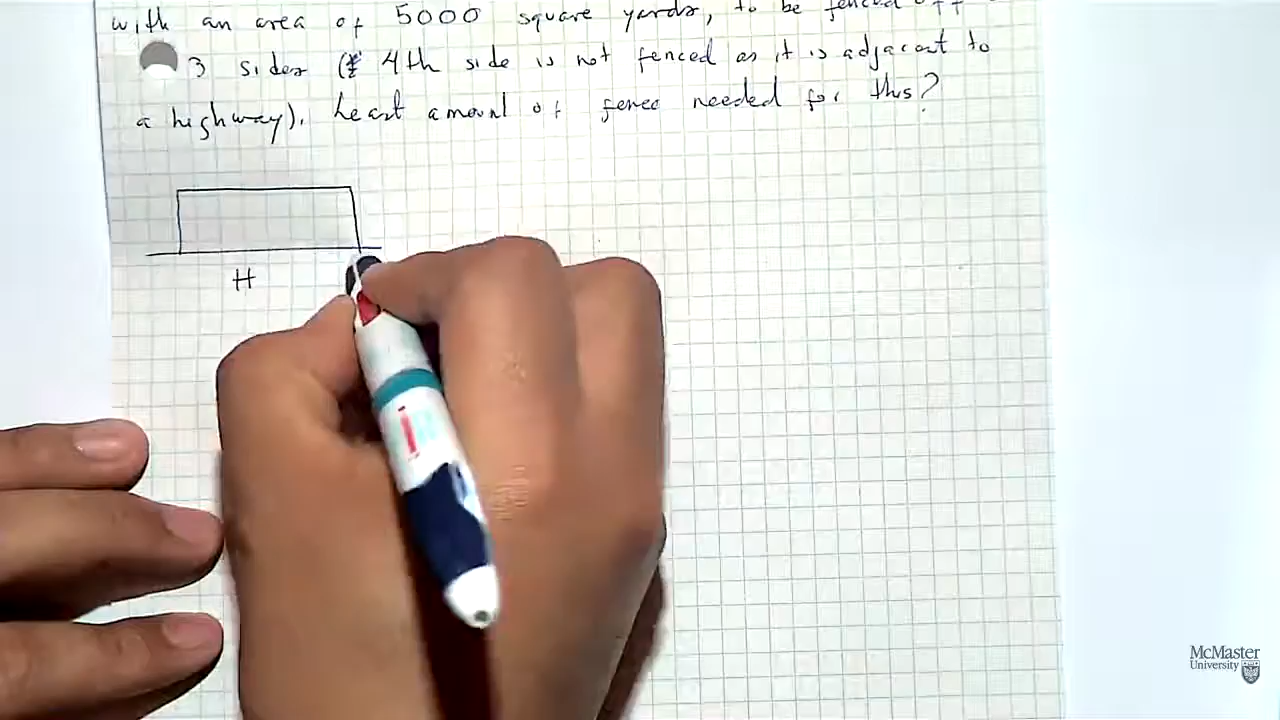 with an area of 5000 square yards, to be fenced off
3 sides (4th side is not fenced as it is adjacent to
a highway). Least amount of fence needed for this?
H
McMaster
University